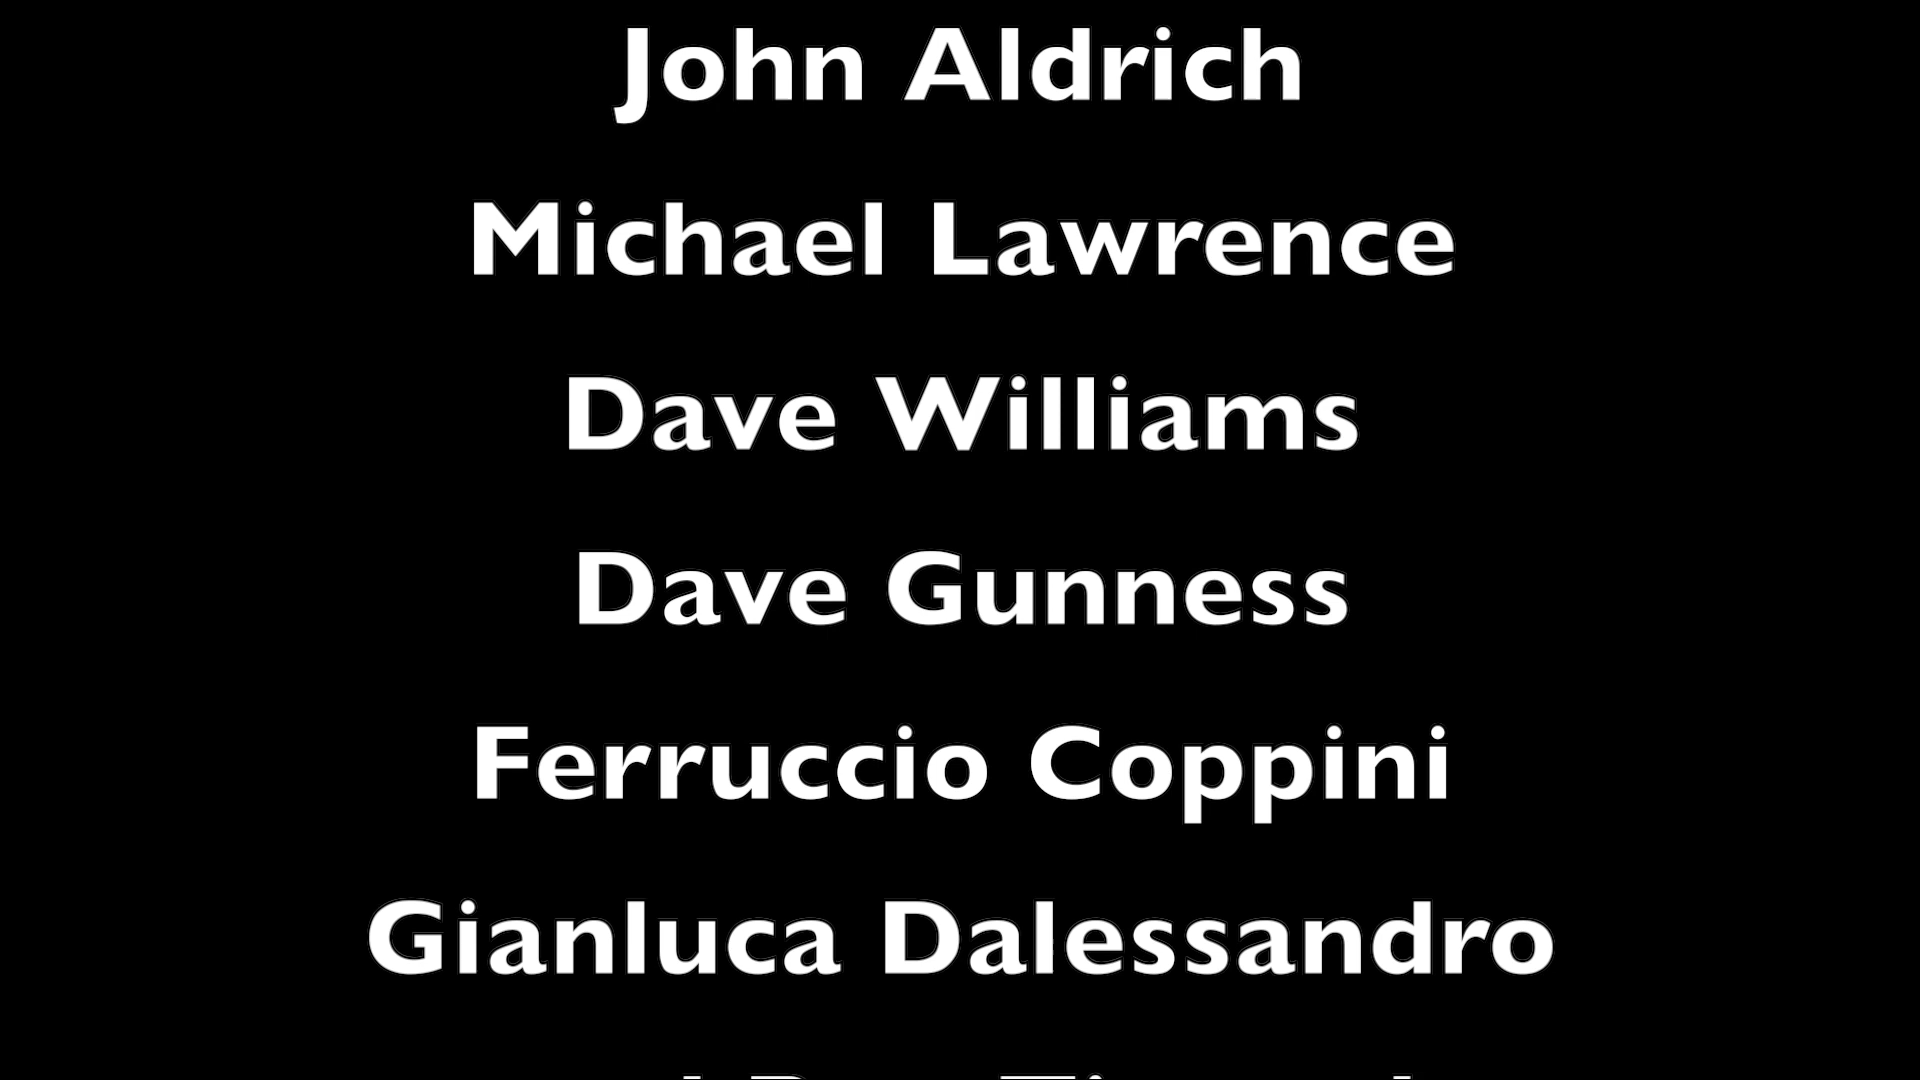 John Aldrich
Michael Lawrence
Dave Williams
Dave Gunness
Ferruccio Coppini
Gianluca Dalessandro